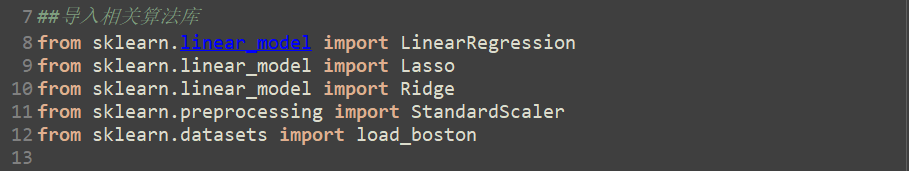 7 ##导入相关算法库
8 from sklearn.linear_model import LinearRegression
9 from sklearn.linear_model import Lasso
10 from sklearn.linear_model import Ridge
11 from sklearn.preprocessing import StandardScaler
12 from sklearn.datasets import load_boston
13